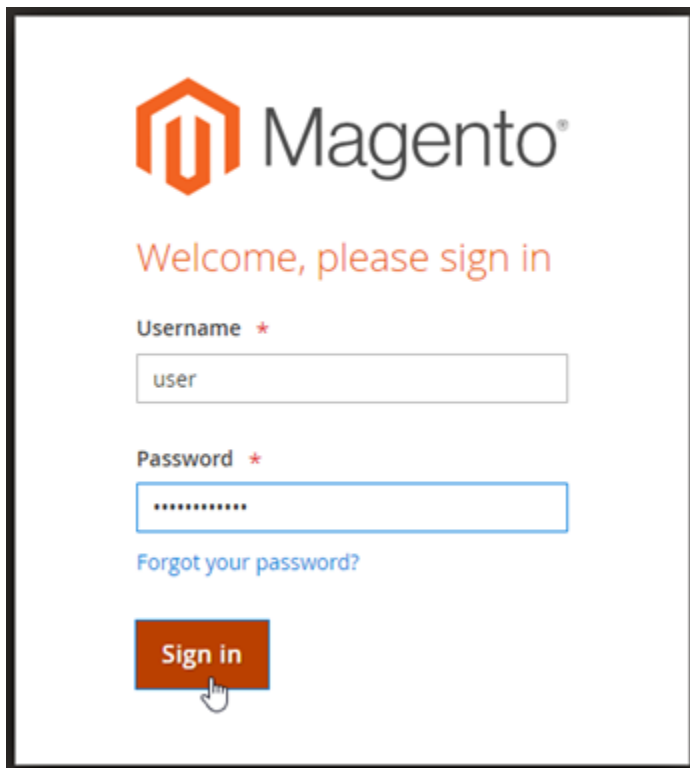 Magento®
Welcome, please sign in
Username *
user
Password *
••••••••••••
Forgot your password?
Sign in